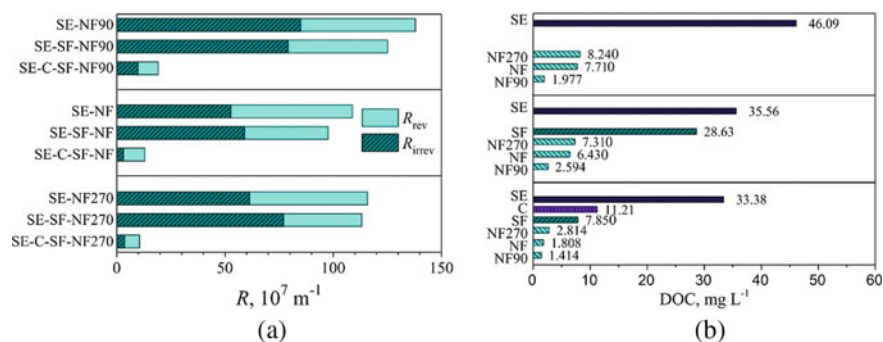 SE-NF90
SE-SF-NF90
SE-C-SF-NF90
SE-NF
SE-SF-NF
SE-C-SF-NF
SE-NF270
SE-SF-NF270
SE-C-SF-NF270
R_rev
R_irrev
0 50 100 150
R, 10^7 m^-1
(a)
SE 46.09
NF270 8.240
NF 7.710
NF90 1.977
SE 35.56
SF 28.63
NF270 7.310
NF 6.430
NF90 2.594
SE 33.38
C 11.21
SF 7.850
NF270 2.814
NF 1.808
NF90 1.414
0 10 20 30 40 50 60
DOC, mg L^-1
(b)